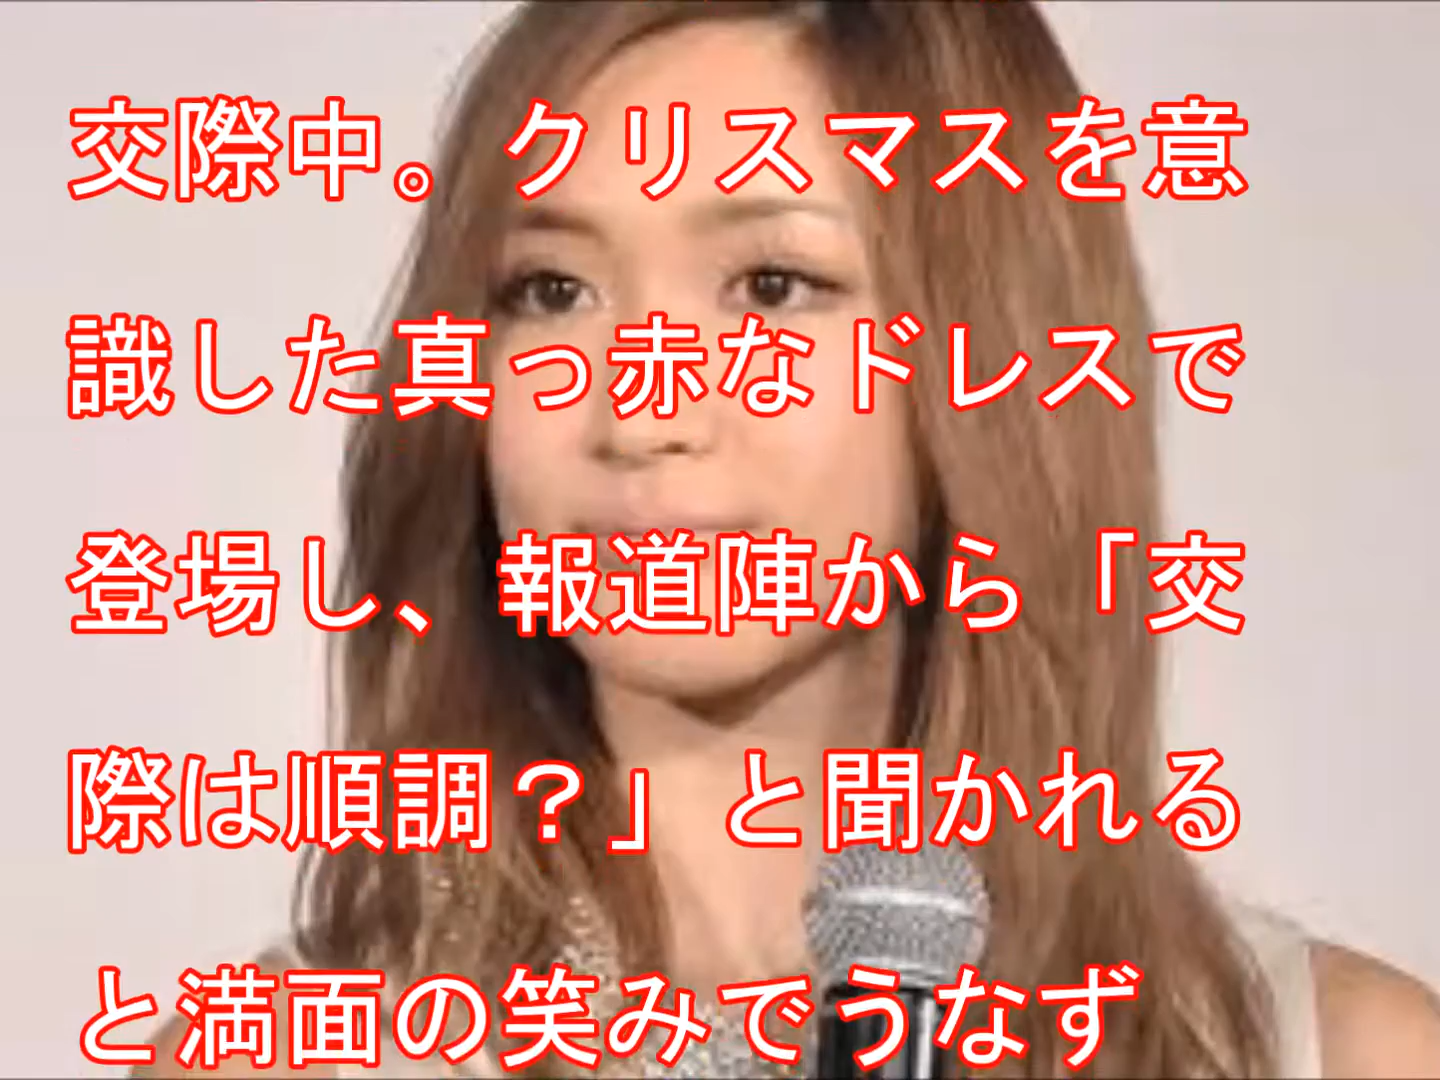 交際中。クリスマスを意
識した真っ赤なドレスで
登場し、報道陣から「交
際は順調？」と聞かれる
と満面の笑みでうなず